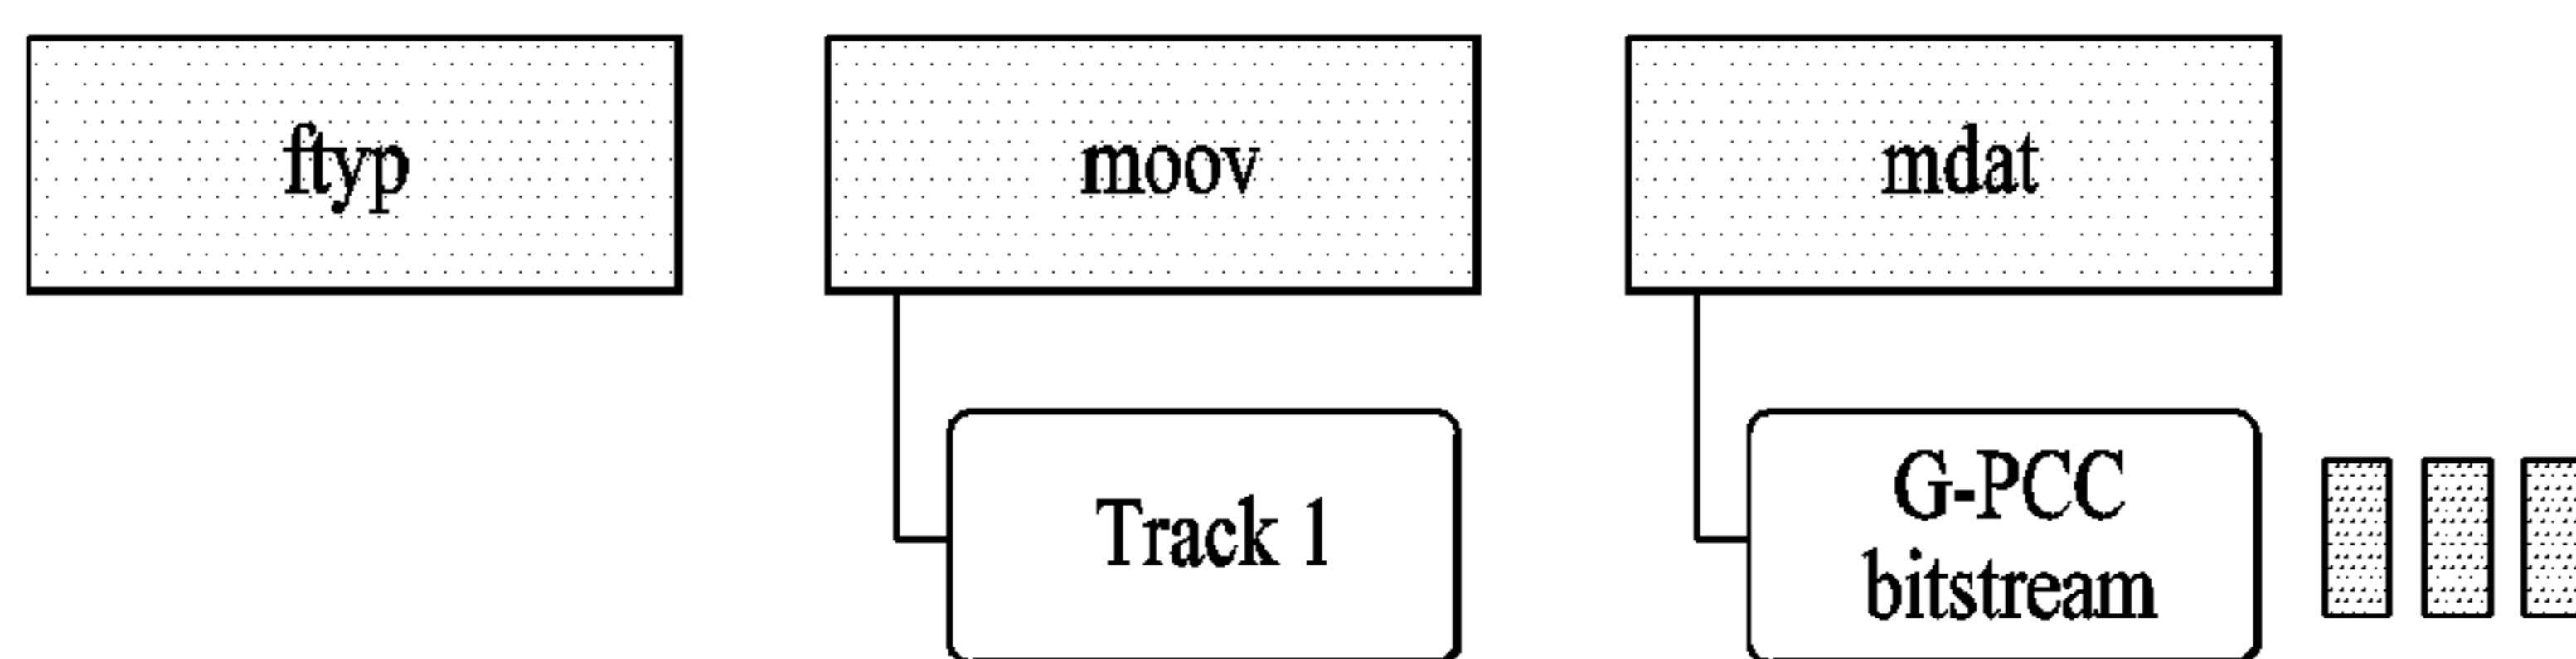 ftyp
moov
mdat
Track 1
G-PCC
bitstream